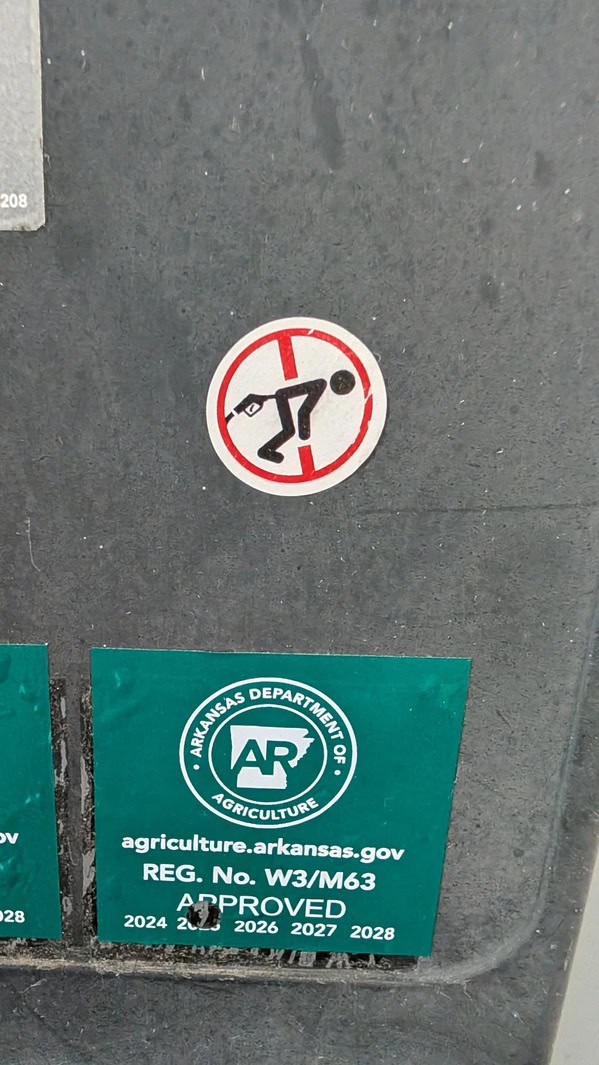 208
ARKANSAS DEPARTMENT OF
AR
AGRICULTURE
agriculture.arkansas.gov
REG. No. W3/M63
APPROVED
2024 2026 2027 2028
ov
028